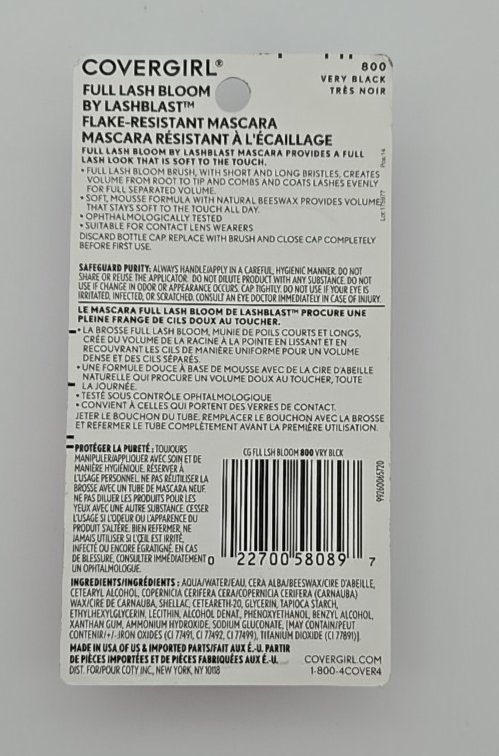 COVERGIRL®
800
VERY BLACK
TRÈS NOIR
FULL LASH BLOOM
BY LASHBLAST™
FLAKE-RESISTANT MASCARA
MASCARA RÉSISTANT À L'ÉCAILLAGE
FULL LASH BLOOM BY LASHBLAST MASCARA PROVIDES A FULL
LASH LOOK THAT IS SOFT TO THE TOUCH.
• FULL LASH BLOOM BRUSH, WITH SHORT AND LONG BRISTLES, CREATES
VOLUME FROM ROOT TO TIP AND COMBS AND COATS LASHES EVENLY
FOR FULL SEPARATED VOLUME.
• SOFT, MOUSSE FORMULA WITH NATURAL BEESWAX PROVIDES VOLUME
THAT STAYS SOFT TO THE TOUCH ALL DAY.
• OPHTHALMOLOGICALLY TESTED
• SUITABLE FOR CONTACT LENS WEARERS
DISCARD BOTTLE CAP. REPLACE WITH BRUSH AND CLOSE CAP COMPLETELY
BEFORE FIRST USE.
SAFEGUARD PURITY: ALWAYS HANDLE/APPLY IN A CAREFUL, HYGIENIC MANNER. DO NOT
SHARE OR REUSE THE APPLICATOR. DO NOT DILUTE PRODUCT WITH ANY SUBSTANCE. DO NOT
USE IF CHANGE IN ODOR OR APPEARANCE OCCURS. CAP TIGHTLY. DO NOT USE IF YOUR EYE IS
IRRITATED, INFECTED, OR SCRATCHED. CONSULT AN EYE DOCTOR IMMEDIATELY IN CASE OF INJURY.
LE MASCARA FULL LASH BLOOM DE LASHBLAST™ PROCURE UNE
PLEINE FRANGE DE CILS DOUX AU TOUCHER.
• LA BROSSE FULL LASH BLOOM, MUNIE DE POILS COURTS ET LONGS,
CRÉE DU VOLUME DE LA RACINE À LA POINTE EN LISSANT ET EN
RECOUVRANT LES CILS DE MANIÈRE UNIFORME POUR UN VOLUME
DENSE ET DES CILS SÉPARÉS.
• UNE FORMULE DOUCE À BASE DE MOUSSE AVEC DE LA CIRE D'ABEILLE
NATURELLE QUI PROCURE UN VOLUME DOUX AU TOUCHER, TOUTE
LA JOURNÉE.
• TESTÉ SOUS CONTRÔLE OPHTALMOLOGIQUE
• CONVIENT À CELLES QUI PORTENT DES VERRES DE CONTACT.
JETER LE BOUCHON DU TUBE. REMPLACER LE BOUCHON AVEC LA BROSSE
ET REFERMER LE TUBE COMPLÈTEMENT AVANT LA PREMIÈRE UTILISATION.
PROTÉGER LA PURETÉ : TOUJOURS
MANIPULER/APPLIQUER AVEC SOIN ET DE
MANIÈRE HYGIÉNIQUE. RÉSERVER À
L'USAGE PERSONNEL. NE PAS RÉUTILISER LA
BROSSE AVEC UN TUBE DE MASCARA NEUF.
NE PAS DILUER LES PRODUITS POUR LES
YEUX AVEC UNE AUTRE SUBSTANCE. CESSER
L'USAGE SI L'ODEUR OU L'APPARENCE DU
PRODUIT S'ALTÈRE. BIEN REFERMER, NE
JAMAIS UTILISER SI L'ŒIL EST IRRITÉ,
INFECTÉ OU ENCORE ÉGRATIGNÉ. EN CAS
DE BLESSURE, CONSULTER IMMÉDIATEMENT
UN OPHTALMOLOGUE.
CG FLL LSH BLOOM 800 VRY BLCK
0 22700 58089 7
99260065720
INGREDIENTS/INGRÉDIENTS : AQUA/WATER/EAU, CERA ALBA/BEESWAX/CIRE D'ABEILLE,
CETEARYL ALCOHOL, COPERNICIA CERIFERA CERA/COPERNICIA CERIFERA (CARNAUBA)
WAX/CIRE DE CARNAUBA, SHELLAC, CETEARETH-20, GLYCERIN, TAPIOCA STARCH,
ETHYLHEXYLGLYCERIN, LECITHIN, ALCOHOL DENAT., PHENOXYETHANOL, BENZYL ALCOHOL,
XANTHAN GUM, AMMONIUM HYDROXIDE, SODIUM GLUCONATE, [MAY CONTAIN/PEUT
CONTENIR/+/- IRON OXIDES (CI 77491, CI 77492, CI 77499), TITANIUM DIOXIDE (CI 77891)].
MADE IN USA OF US & IMPORTED PARTS/FAIT AUX É.-U. PARTIR
DE PIÈCES IMPORTÉES ET DE PIÈCES FABRIQUÉES AUX É.-U.
DIST. FOR/POUR COTY INC., NEW YORK, NY 10118
COVERGIRL.COM
1-800-4COVER4